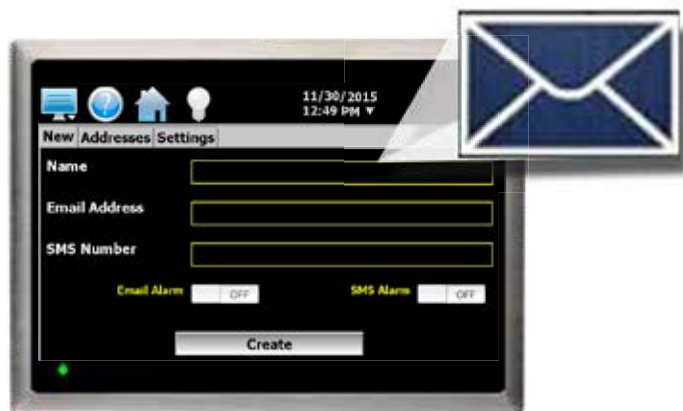 ?
11/30/2015
12:49 PM ▼
New Addresses Settings
Name
Email Address
SMS Number
Email Alarm OFF SMS Alarm OFF
Create